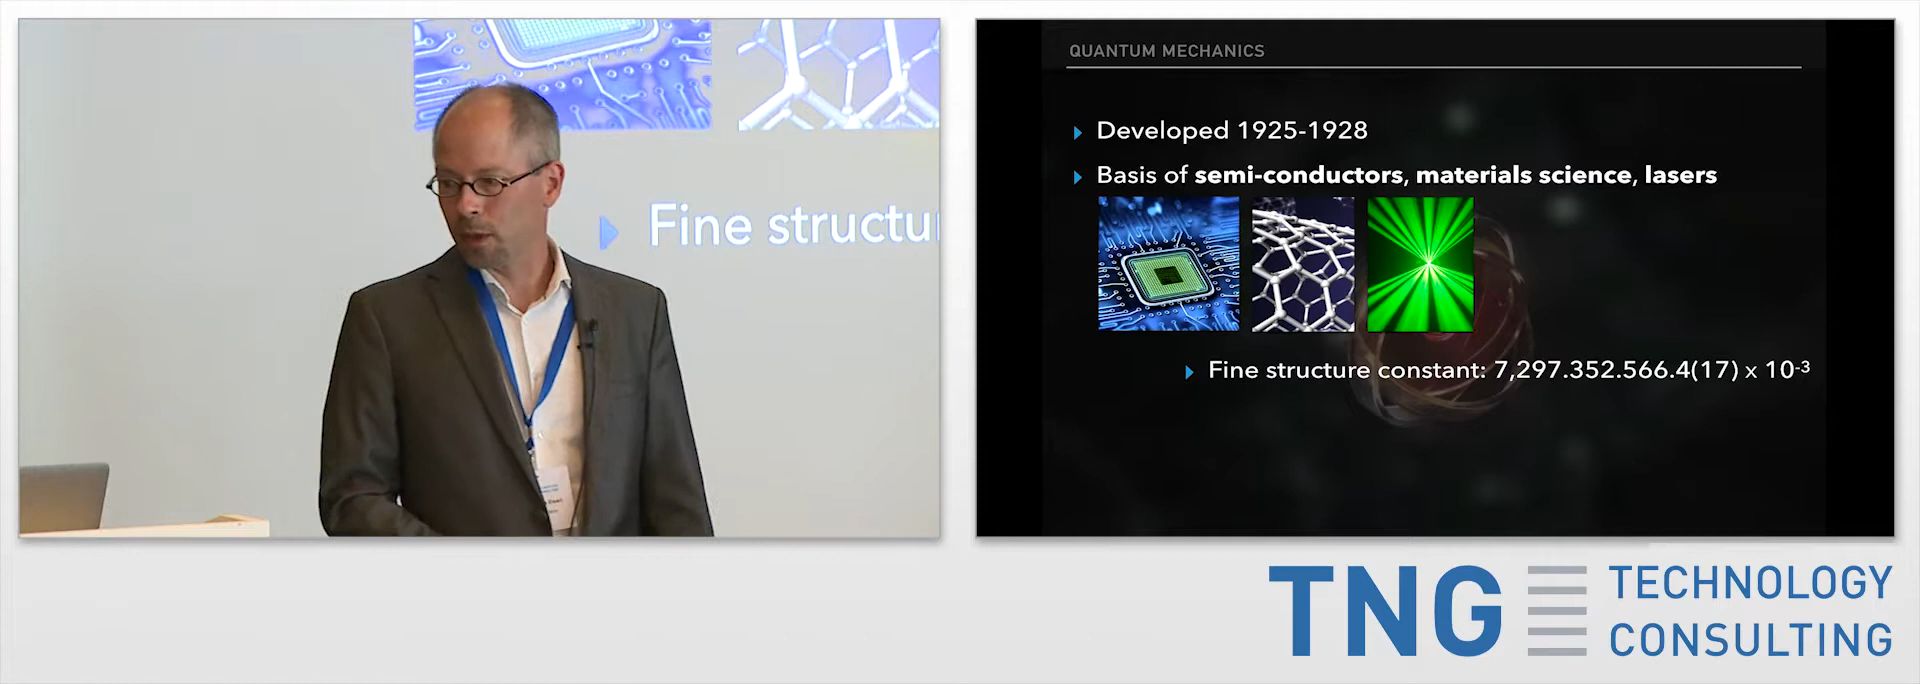 Fine structu
QUANTUM MECHANICS
Developed 1925-1928
Basis of semi-conductors, materials science, lasers
Fine structure constant: 7,297.352.566.4(17) x 10-3
TNG TECHNOLOGY
CONSULTING